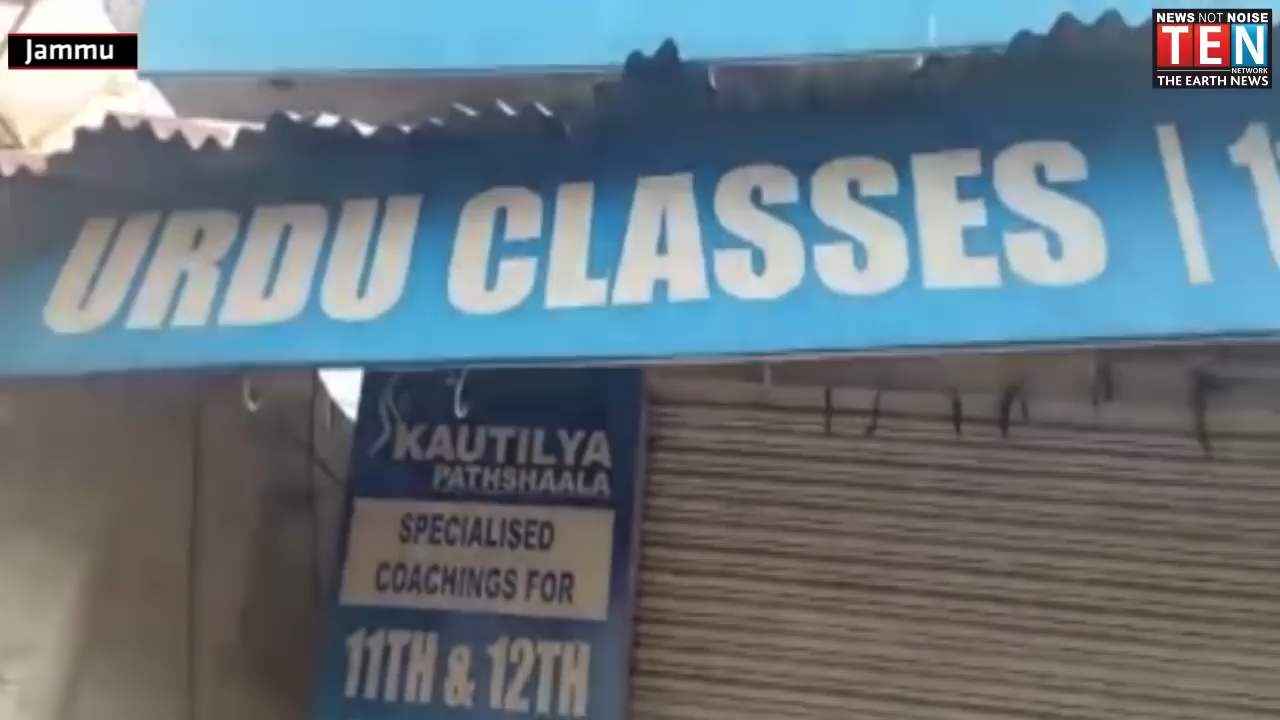 Jammu
NEWS NOT NOISE
TEN
NETWORK
THE EARTH NEWS
URDU CLASSES |
KAUTILYA
PATHSHAALA
SPECIALISED
COACHINGS FOR
11TH & 12TH